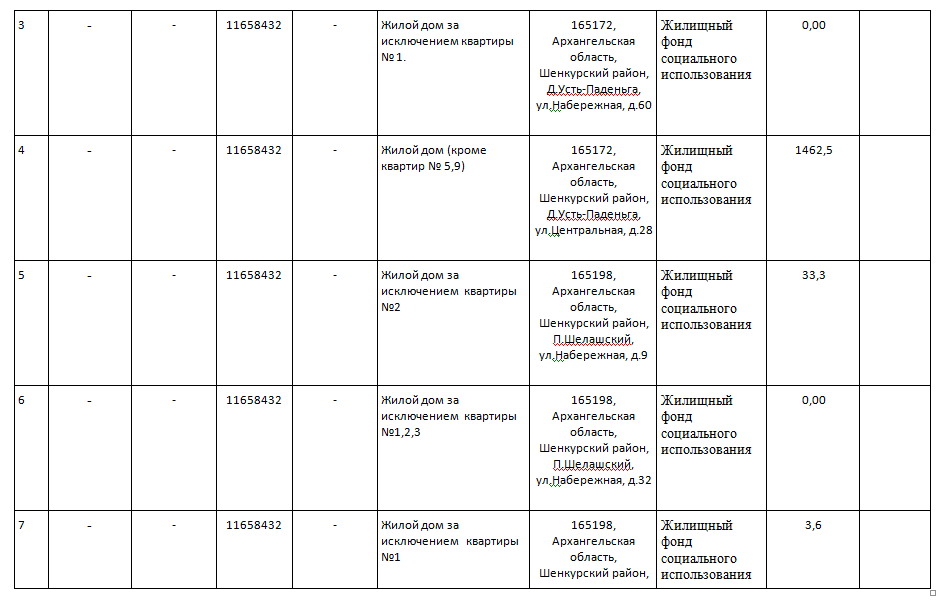 3 - - 11658432 - Жилой дом за 165172, Жилищный 0,00
исключением квартиры Архангельская фонд
№ 1. область, социального
Шенкурский район, использования
Д.Усть-Паденьга,
ул.Набережная, д.60
4 - - 11658432 - Жилой дом (кроме 165172, Жилищный 1462,5
квартир № 5,9) Архангельская фонд
область, социального
Шенкурский район, использования
Д.Усть-Паденьга,
ул.Центральная, д.28
5 - - 11658432 - Жилой дом за 165198, Жилищный 33,3
исключением квартиры Архангельская фонд
№2 область, социального
Шенкурский район, использования
П.Шелашский,
ул.Набережная, д.9
6 - - 11658432 - Жилой дом за 165198, Жилищный 0,00
исключением квартиры Архангельская фонд
№1,2,3 область, социального
Шенкурский район, использования
П.Шелашский,
ул.Набережная, д.32
7 - - 11658432 - Жилой дом за 165198, Жилищный 3,6
исключением квартиры Архангельская фонд
№1 область, социального
Шенкурский район, использования